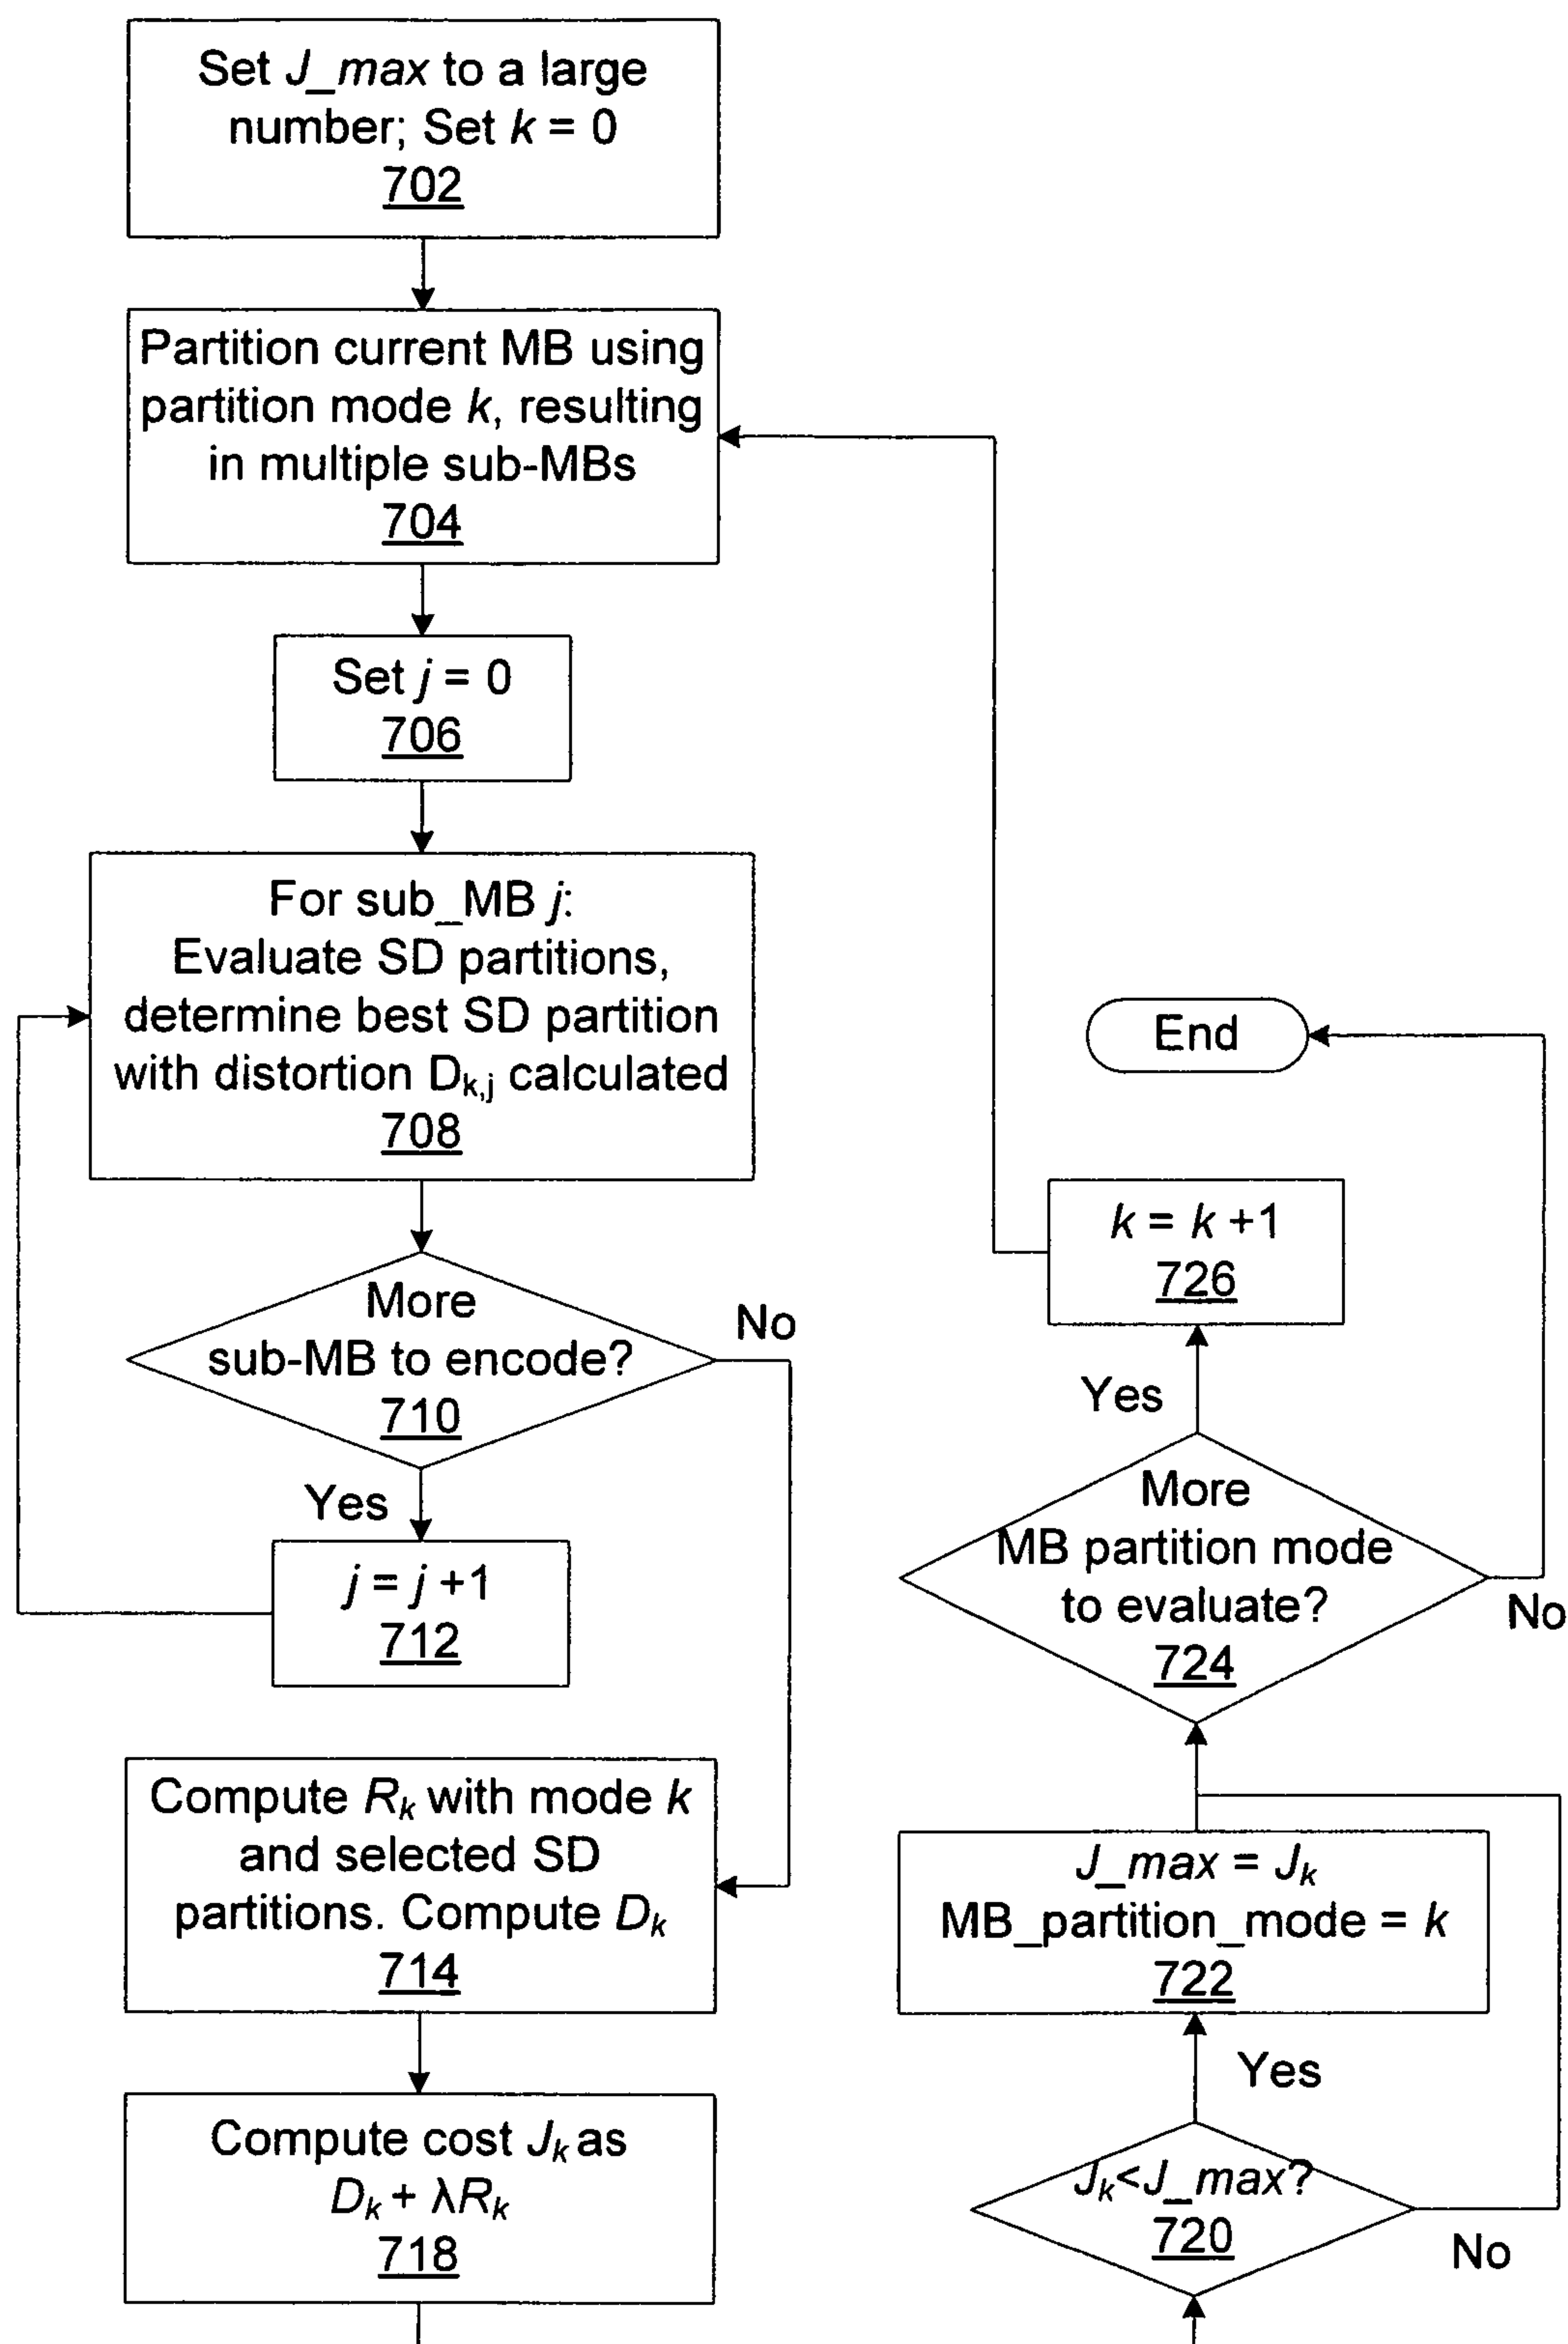 Set J_max to a large
number; Set k = 0
702
Partition current MB using
partition mode k, resulting
in multiple sub-MBs
704
Set j = 0
706
For sub_MB j:
Evaluate SD partitions,
determine best SD partition
with distortion Dk,j calculated
708
More
sub-MB to encode?
710
No
Yes
j = j +1
712
Compute Rk with mode k
and selected SD
partitions. Compute Dk
714
Compute cost Jk as
Dk + λRk
718
End
k = k +1
726
Yes
More
MB partition mode
to evaluate?
724
No
J_max = Jk
MB_partition_mode = k
722
Yes
Jk<J_max?
720
No